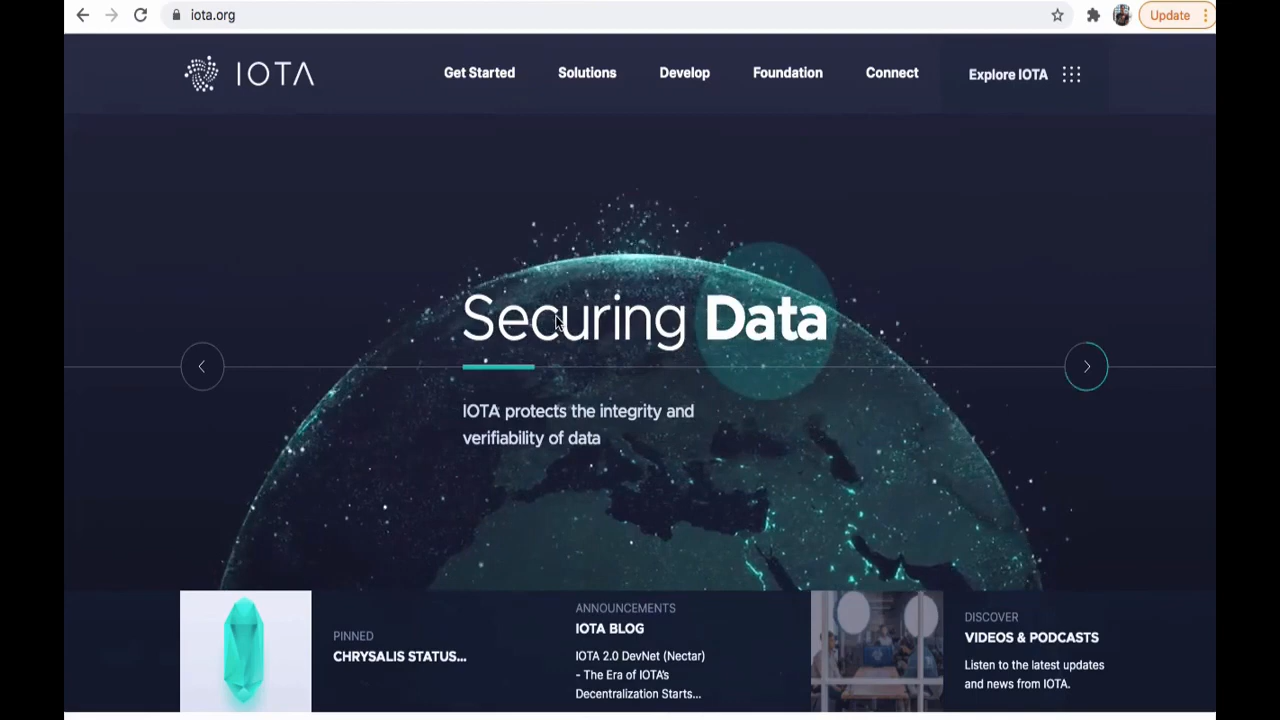 iota.org
Update
IOTA
Get Started
Solutions
Develop
Foundation
Connect
Explore IOTA
Securing Data
IOTA protects the integrity and
verifiability of data
PINNED
CHRYSALIS STATUS...
ANNOUNCEMENTS
IOTA BLOG
IOTA 2.0 DevNet (Nectar)
- The Era of IOTA's
Decentralization Starts...
DISCOVER
VIDEOS & PODCASTS
Listen to the latest updates
and news from IOTA.